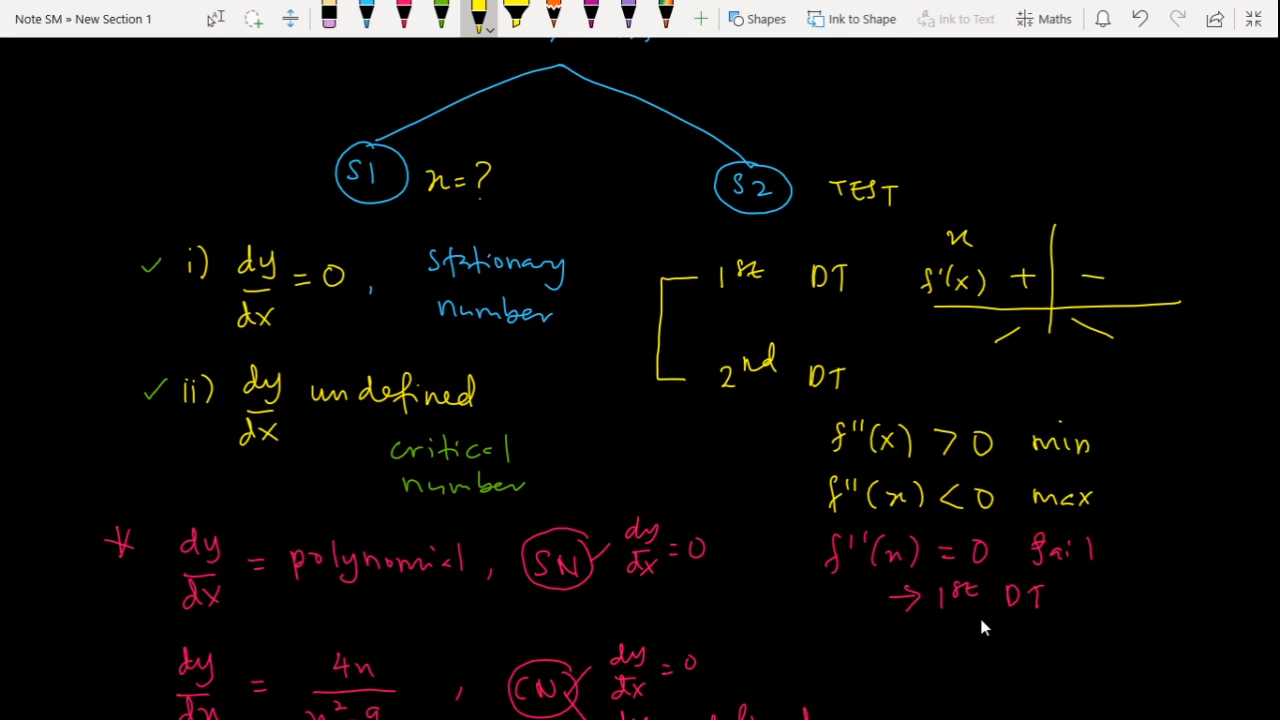 Note SM » New Section 1
Shapes
Ink to Shape
Ink to Text
Maths
S1 x=?
S2 TEST
i) dy/dx = 0, stationary number
ii) dy/dx undefined
critical number
1st DT
x
f'(x) + −
2nd DT
f''(x) > 0 min
f''(x) < 0 max
f''(x) = 0 fail
→ 1st DT
* dy/dx = polynomial, SN dy/dx = 0
dy/dx = 4x/x²-9, CN dy/dx = 0